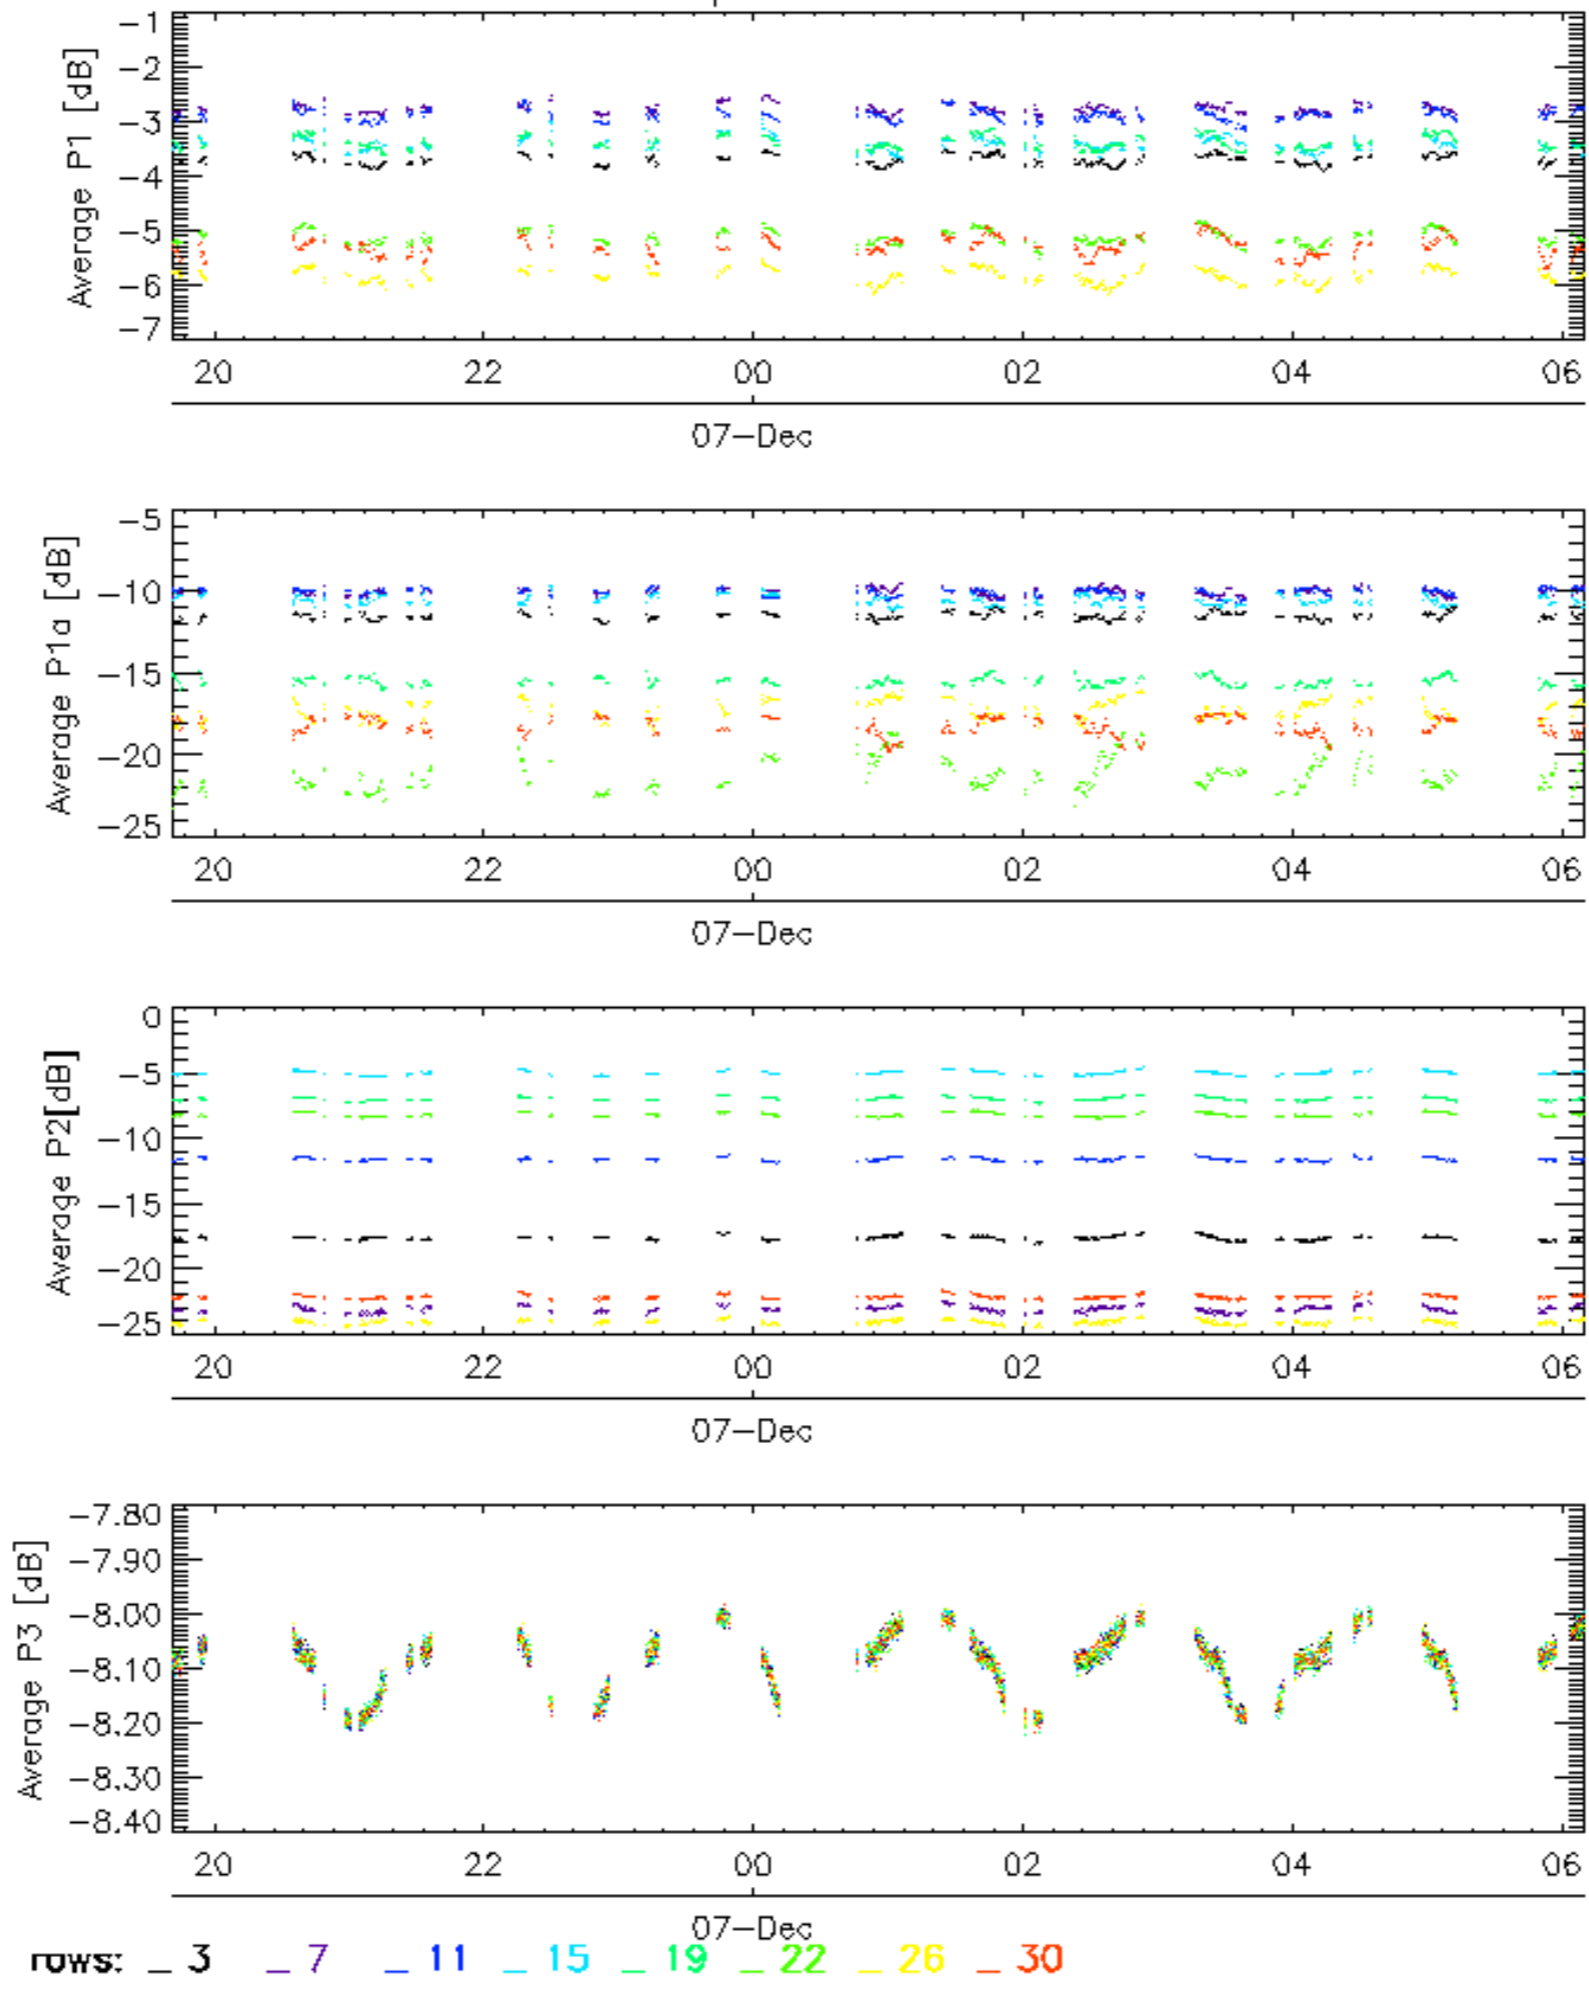 Average P1 [dB]
-1
-2
-3
-4
-5
-6
-7
20 22 00 02 04 06
07-Dec
Average P1a [dB]
-5
-10
-15
-20
-25
20 22 00 02 04 06
07-Dec
Average P2[dB]
0
-5
-10
-15
-20
-25
20 22 00 02 04 06
07-Dec
Average P3 [dB]
-7.80
-7.90
-8.00
-8.10
-8.20
-8.30
-8.40
20 22 00 02 04 06
07-Dec
rows: _ 3 _ 7 _ 11 _ 15 _ 19 _ 22 _ 26 _ 30